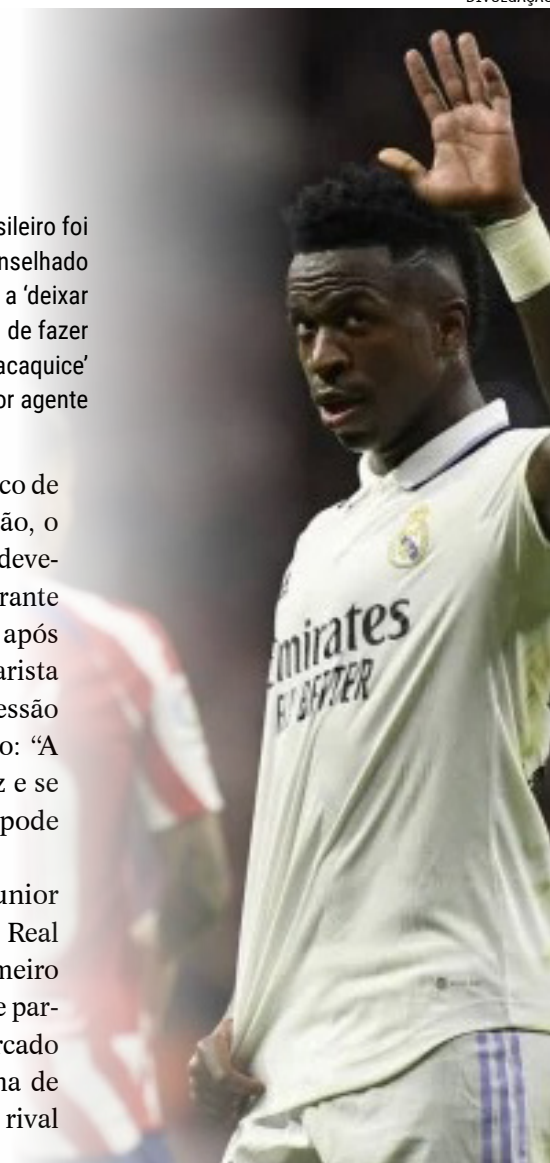 DIVULGAÇÃO
sileiro foi
nselhado
a ‘deixar
de fazer
acaquice’
or agente
co de
ão, o
deve-
rante
após
arista
essão
o: “A
z e se
pode
unior
Real
meiro
e par-
rcado
na de
rival
Emirates
FLY BETTER